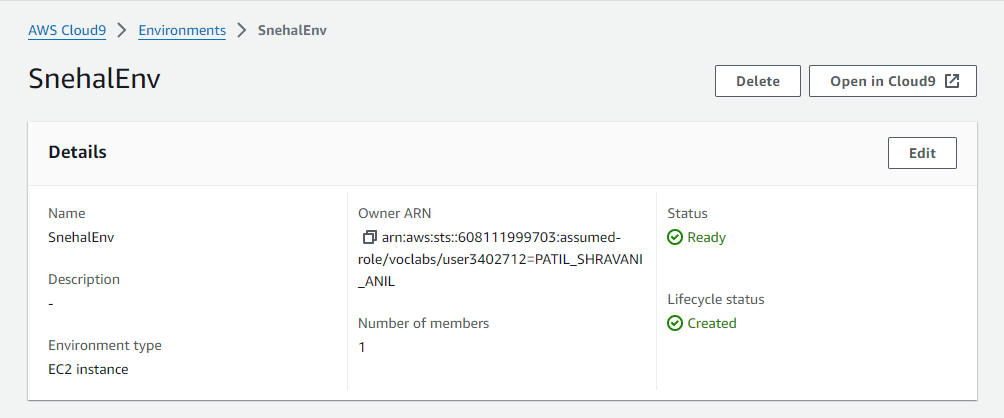 AWS Cloud9 > Environments > SnehalEnv
SnehalEnv
Delete
Open in Cloud9
Details
Edit
Name
SnehalEnv
Description
-
Environment type
EC2 instance
Owner ARN
arn:aws:sts::608111999703:assumed-
role/voclabs/user3402712=PATIL_SHRAVANI
_ANIL
Number of members
1
Status
Ready
Lifecycle status
Created